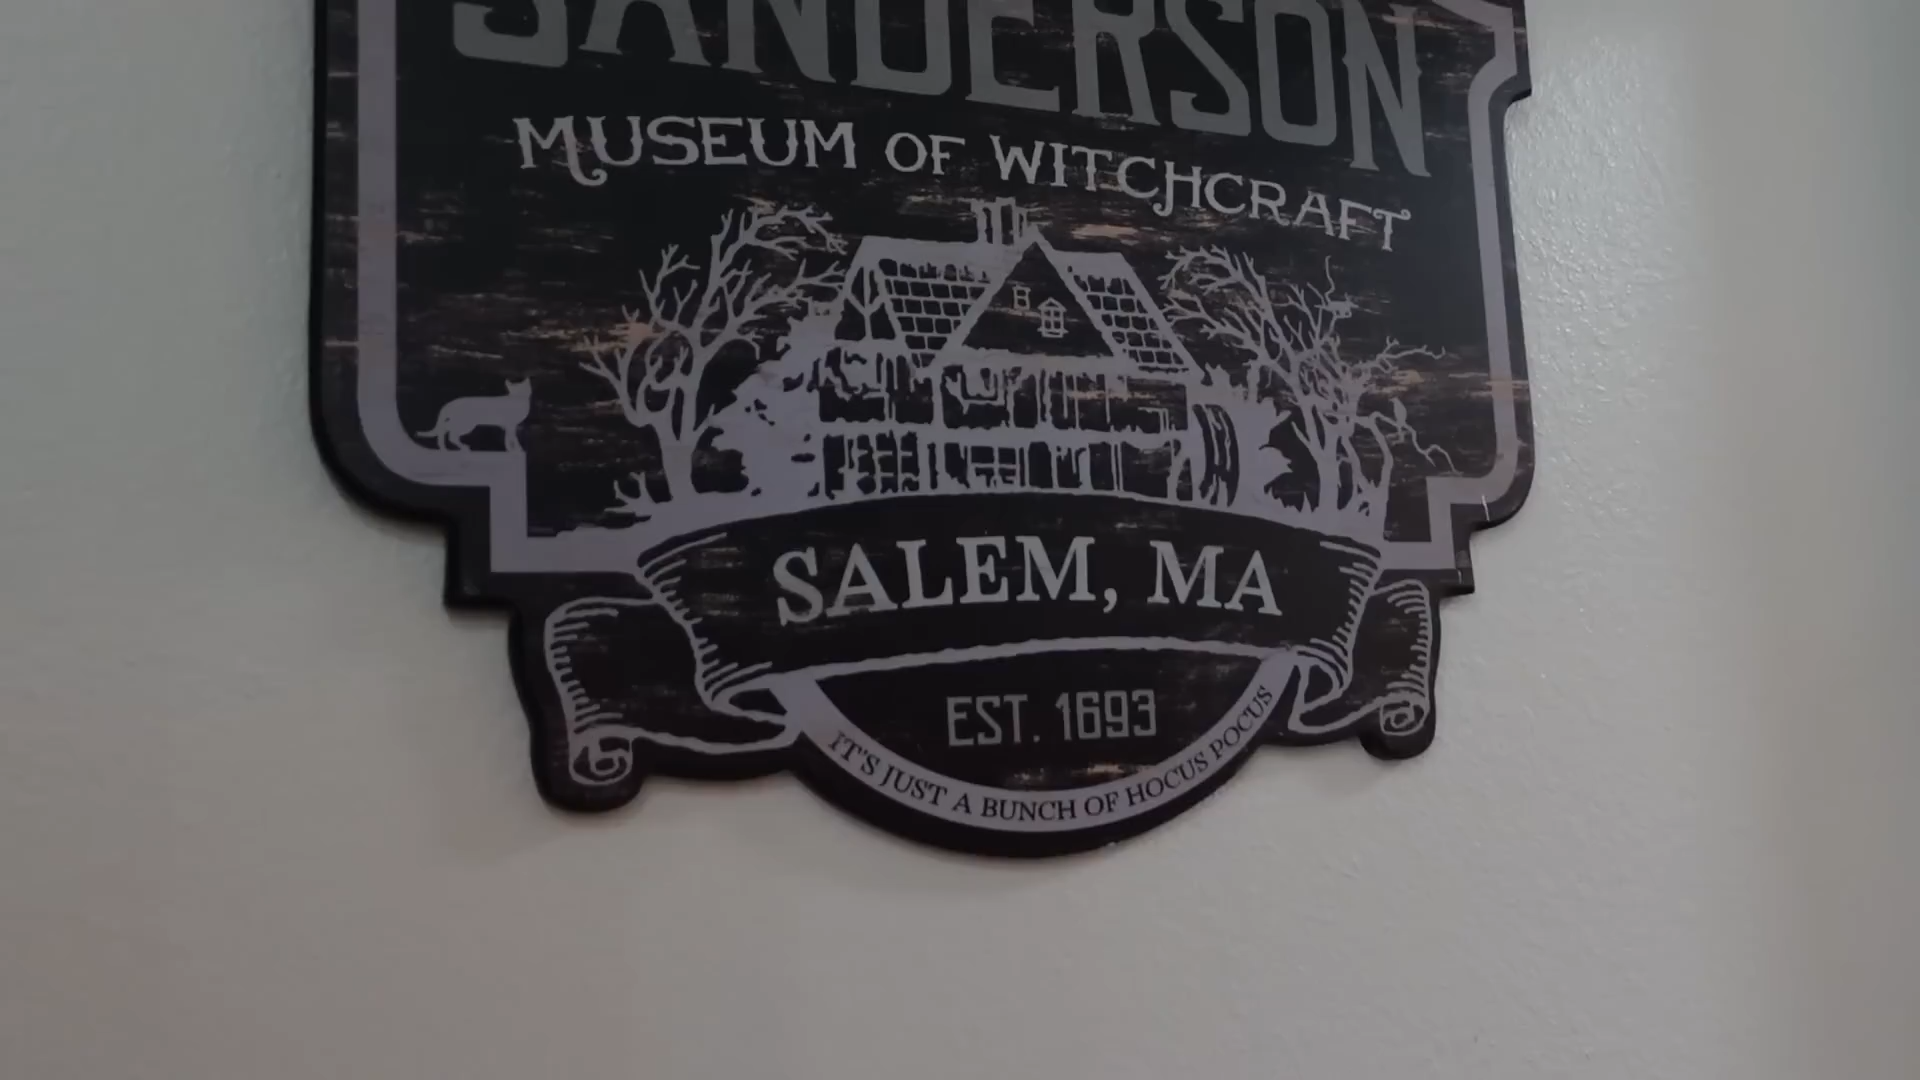 SANDERSON
MUSEUM OF WITCHCRAFT
SALEM, MA
EST. 1693
IT'S JUST A BUNCH OF HOCUS POCUS